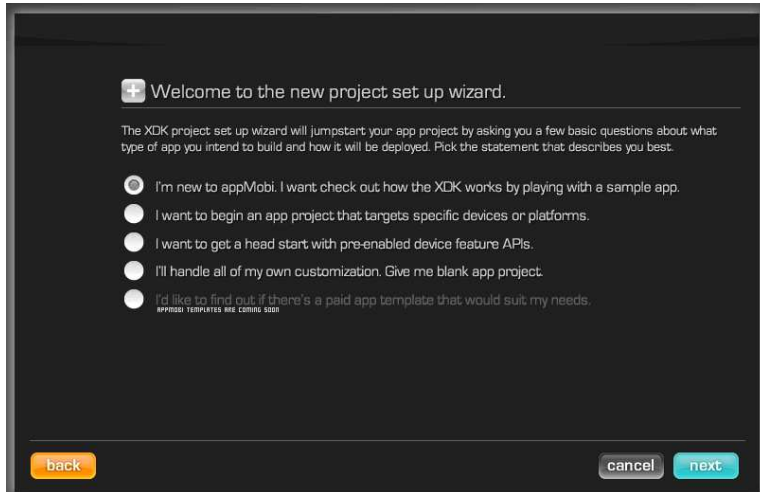 Welcome to the new project set up wizard.
The XDK project set up wizard will jumpstart your app project by asking you a few basic questions about what
type of app you intend to build and how it will be deployed. Pick the statement that describes you best.
I'm new to appMobi. I want check out how the XDK works by playing with a sample app.
I want to begin an app project that targets specific devices or platforms.
I want to get a head start with pre-enabled device feature APIs.
I'll handle all of my own customization. Give me blank app project.
I'd like to find out if there's a paid app template that would suit my needs.
APPMOBI TEMPLATES ARE COMING SOON
back
cancel
next